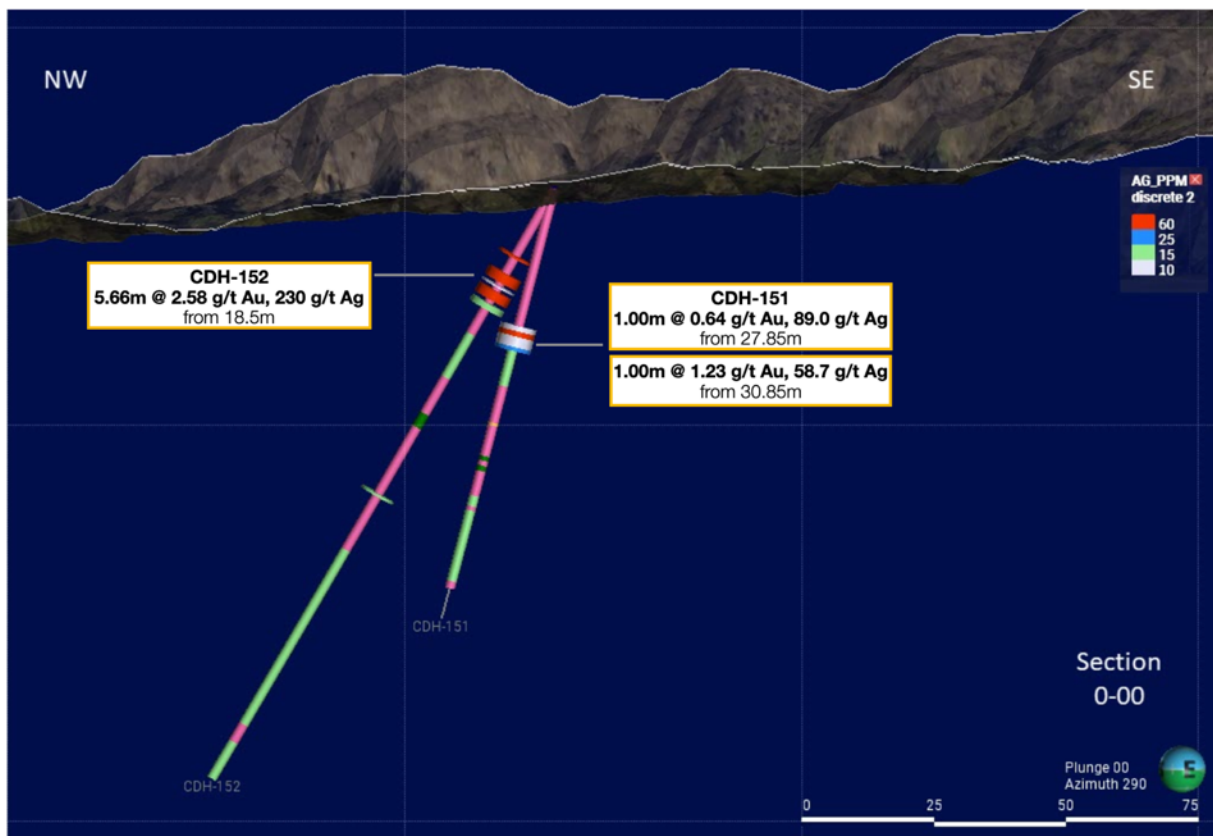 NW
SE
AG_PPM
discrete 2
60
25
15
10
CDH-152
5.66m @ 2.58 g/t Au, 230 g/t Ag
from 18.5m
CDH-151
1.00m @ 0.64 g/t Au, 89.0 g/t Ag
from 27.85m
1.00m @ 1.23 g/t Au, 58.7 g/t Ag
from 30.85m
CDH-151
CDH-152
Section
0-00
Plunge 00
Azimuth 290
S
0 25 50 75